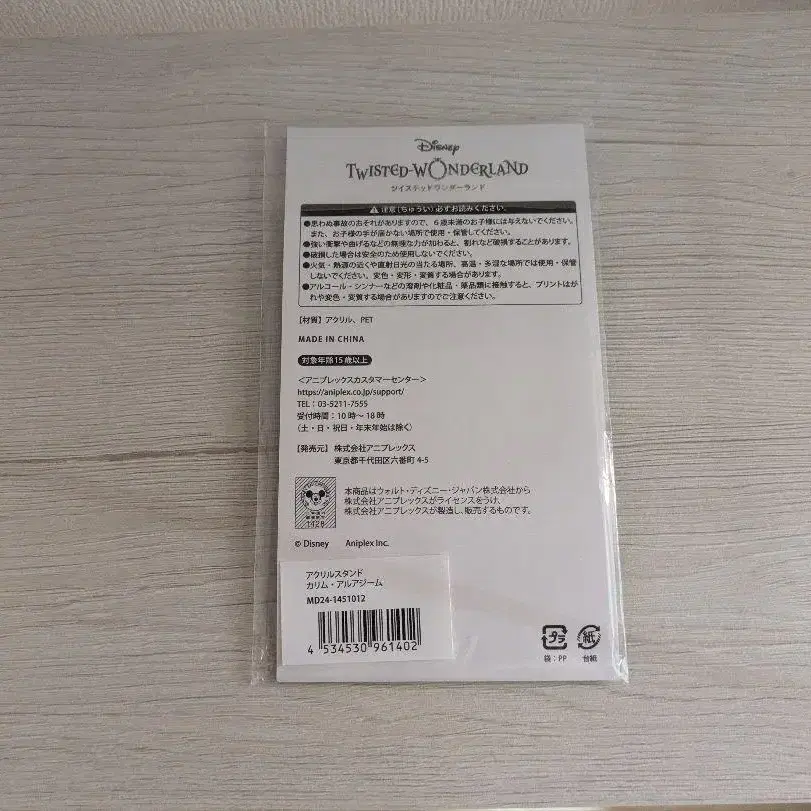 Disney
TWISTED-WONDERLAND
ツイステッドワンダーランド
注意(ちゅうい)必ずお読みください。
●思わぬ事故のおそれがありますので、6歳未満のお子様には与えないでください。
また、お子様の手が届かない場所で使用・保管してください。
●強い衝撃や曲げるなどの無理な力が加わると、割れなど破損することがあります。
●破損した場合は安全のため使用しないでください。
●火気・熱源の近くや直射日光の当たる場所、高温・多湿な場所では使用・保管
しないでください。変色・変形・変質する場合があります。
●アルコール・シンナーなどの溶剤や化粧品・薬品類に接触すると、プリントはが
れや変色・変質する場合がありますのでご注意ください。
【材質】アクリル、PET
MADE IN CHINA
対象年齢15歳以上
<アニプレックスカスタマーセンター>
https://aniplex.co.jp/support/
TEL:03-5211-7555
受付時間:10時〜18時
(土・日・祝日・年末年始は除く)
【発売元】株式会社アニプレックス
東京都千代田区六番町4-5
1428
本商品はウォルト・ディズニー・ジャパン株式会社から
株式会社アニプレックスがライセンスをうけ、
株式会社アニプレックスが製造し、販売するものです。
© Disney Aniplex Inc.
アクリルスタンド
カリム・アルアジーム
MD24-1451012
4 534530 961402
プラ 紙
袋:PP 台紙